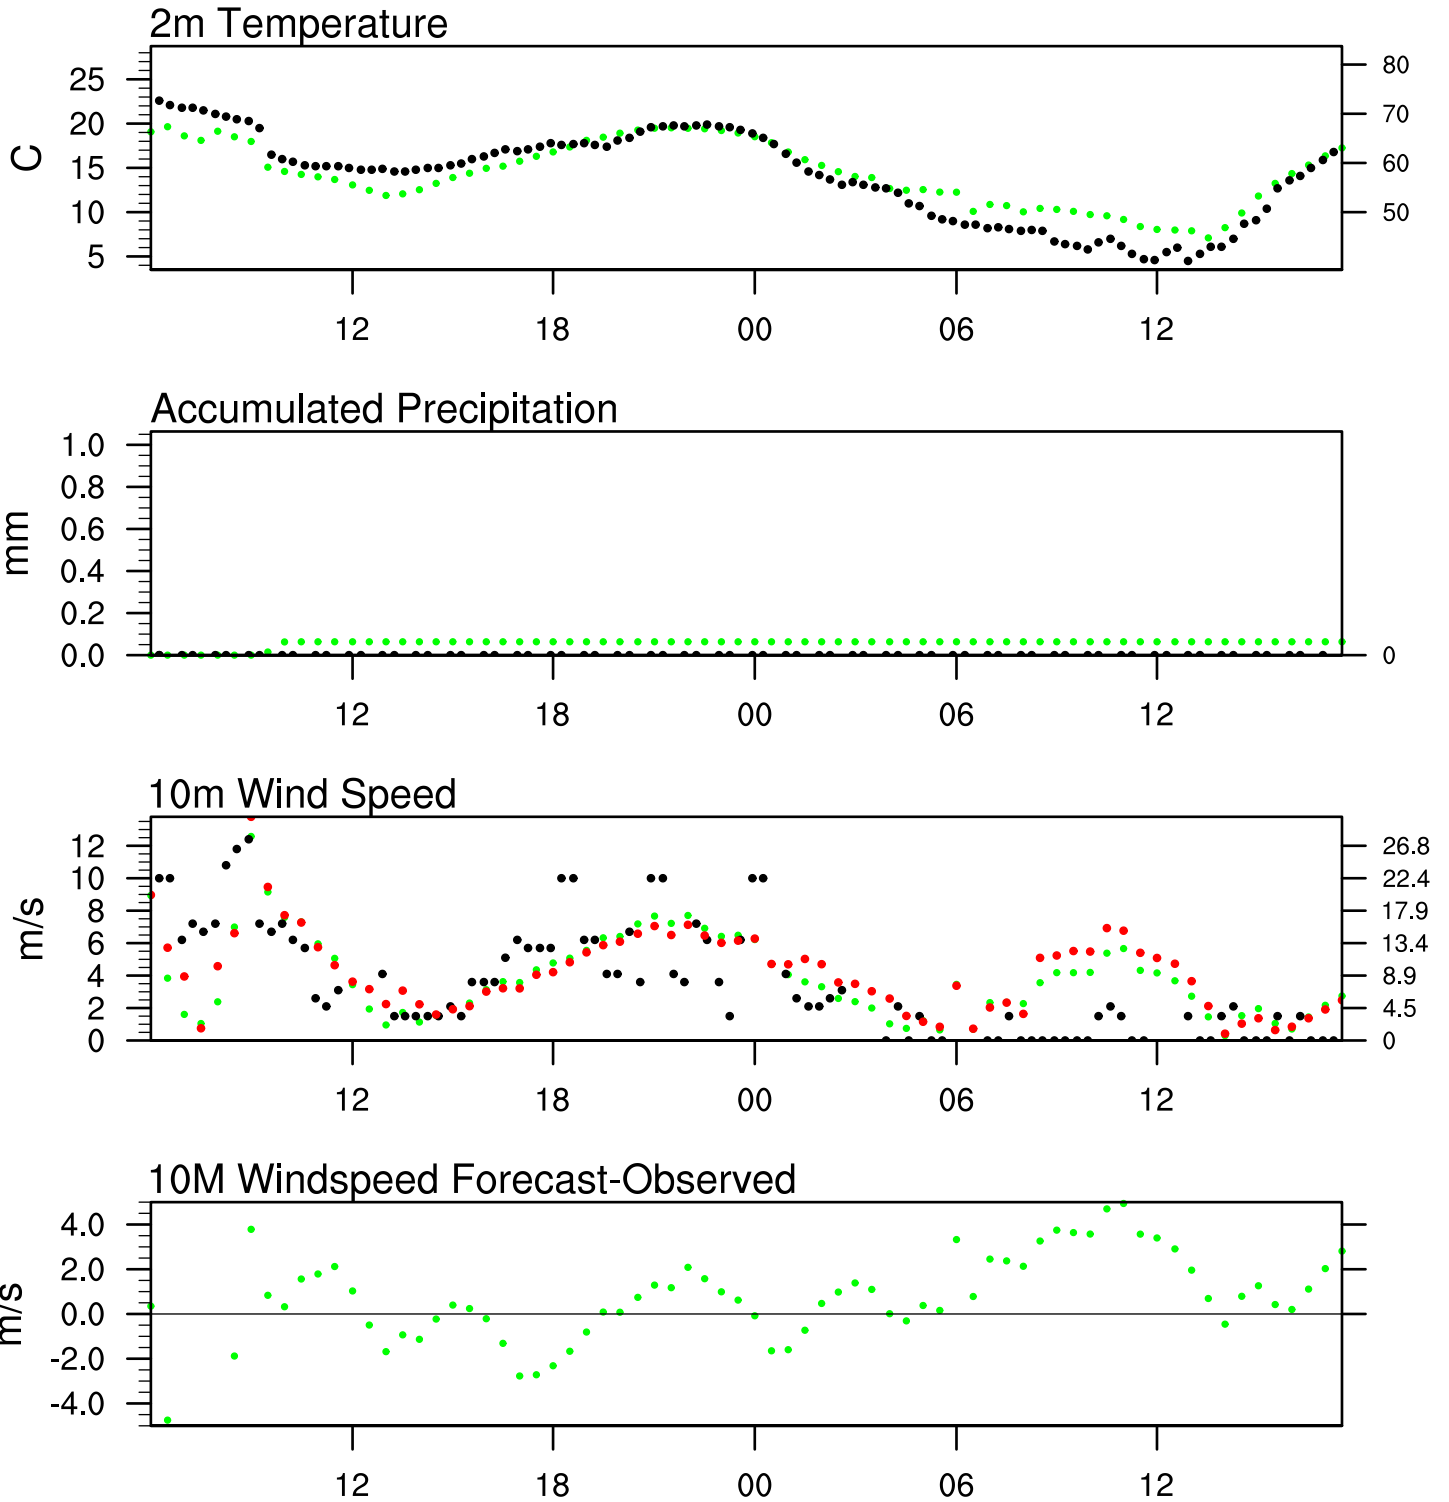 2m Temperature
C
25
20
15
10
5
80
70
60
50
12 18 00 06 12
Accumulated Precipitation
mm
1.0
0.8
0.6
0.4
0.2
0.0
0
12 18 00 06 12
10m Wind Speed
m/s
12
10
8
6
4
2
0
26.8
22.4
17.9
13.4
8.9
4.5
0
12 18 00 06 12
10M Windspeed Forecast-Observed
m/s
4.0
2.0
0.0
-2.0
-4.0
12 18 00 06 12